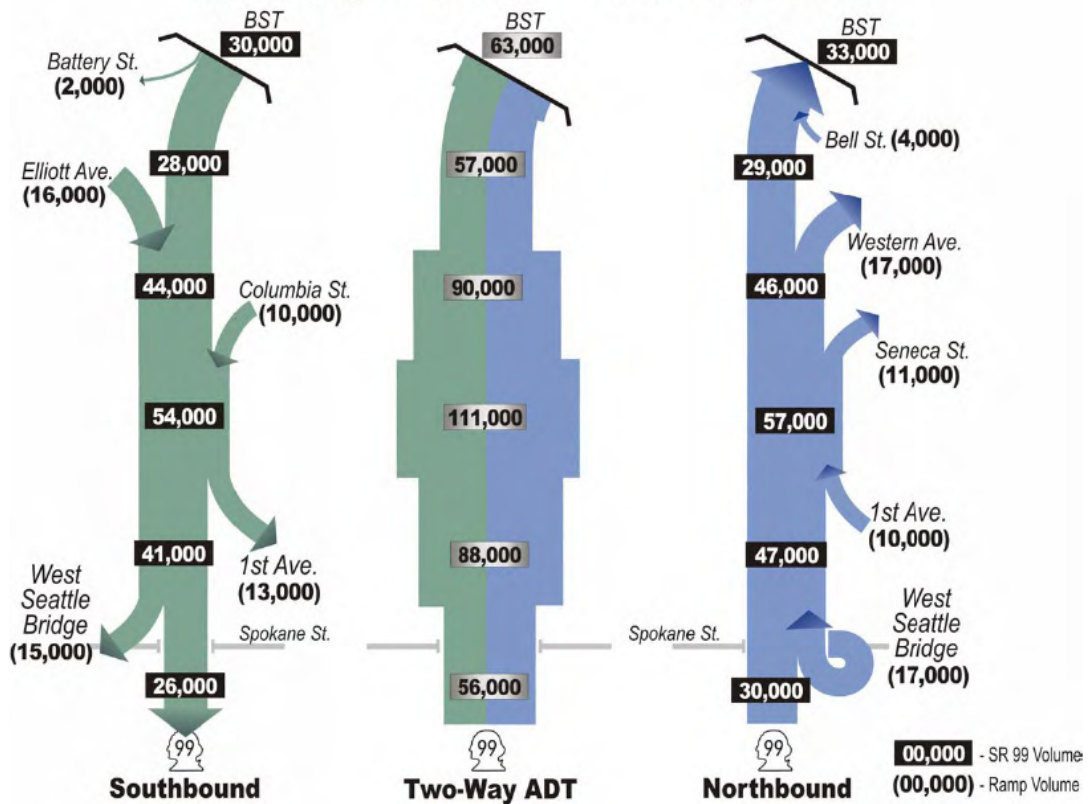 BST
30,000
Battery St.
(2,000)
28,000
Elliott Ave.
(16,000)
44,000
Columbia St.
(10,000)
54,000
41,000
1st Ave.
(13,000)
West
Seattle
Bridge
(15,000)
Spokane St.
26,000
99
Southbound
BST
63,000
57,000
90,000
111,000
88,000
56,000
99
Two-Way ADT
BST
33,000
Bell St. (4,000)
29,000
Western Ave.
(17,000)
46,000
Seneca St.
(11,000)
57,000
1st Ave.
(10,000)
47,000
West
Seattle
Bridge
(17,000)
Spokane St.
30,000
99
Northbound
00,000 - SR 99 Volume
(00,000) - Ramp Volume